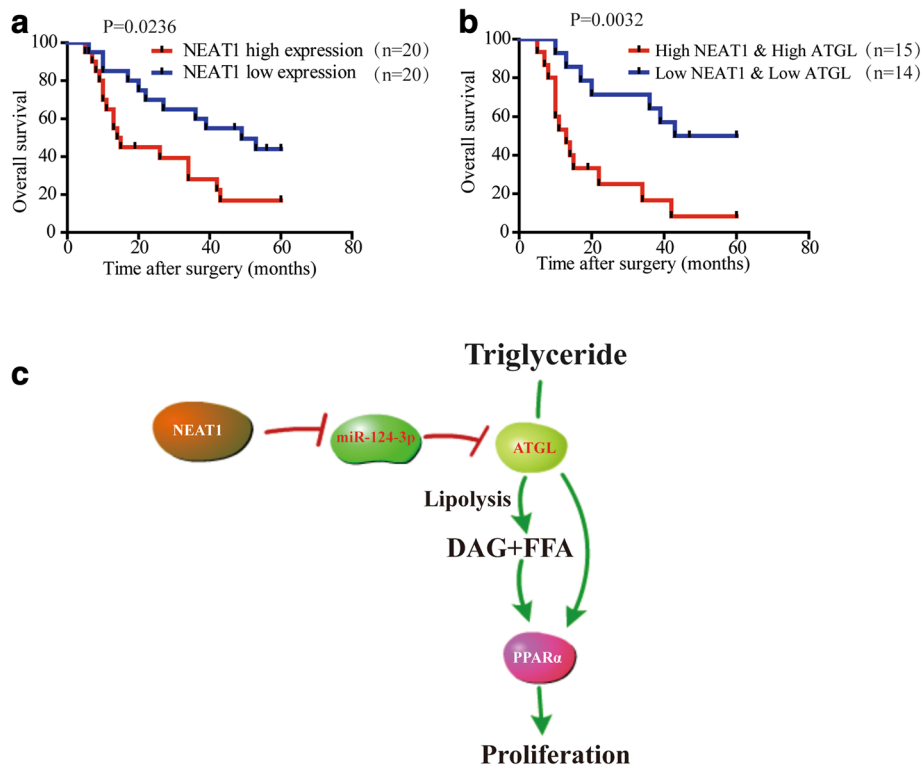 a
P=0.0236
NEAT1 high expression (n=20)
NEAT1 low expression (n=20)
Overall survival
100
80
60
40
20
0
0 20 40 60 80
Time after surgery (months)
b
P=0.0032
High NEAT1 & High ATGL (n=15)
Low NEAT1 & Low ATGL (n=14)
Overall survival
100
80
60
40
20
0
0 20 40 60 80
Time after surgery (months)
c
Triglyceride
NEAT1
miR-124-3p
ATGL
Lipolysis
DAG+FFA
PPARα
Proliferation